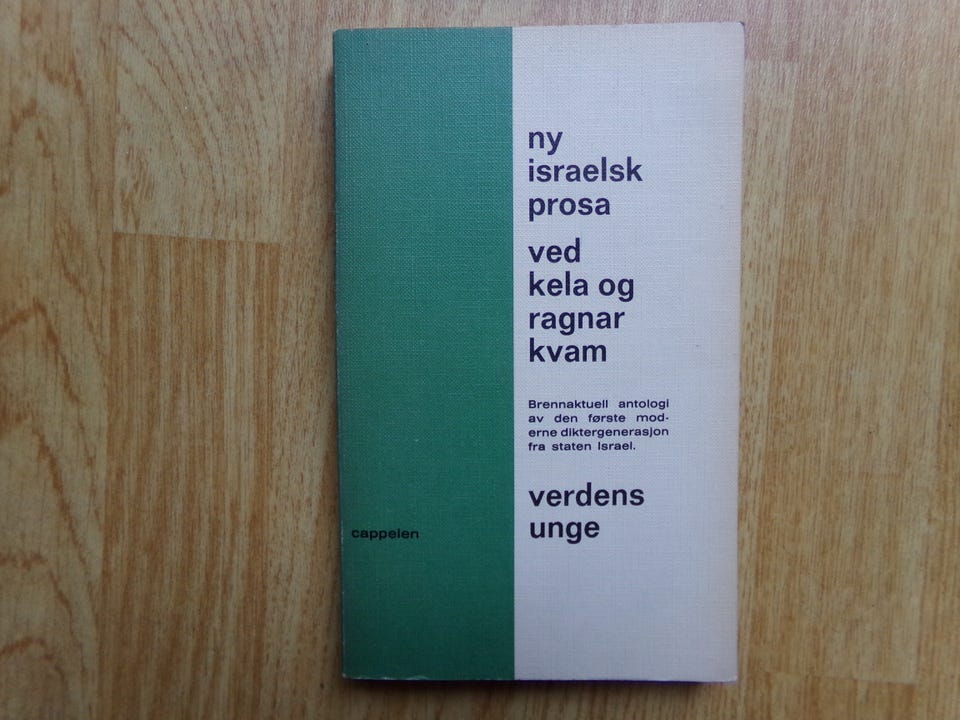 ny
israelsk
prosa
ved
kela og
ragnar
kvam
Brennaktuell antologi
av den første mod-
erne diktergenerasjon
fra staten Israel.
verdens
unge
cappelen